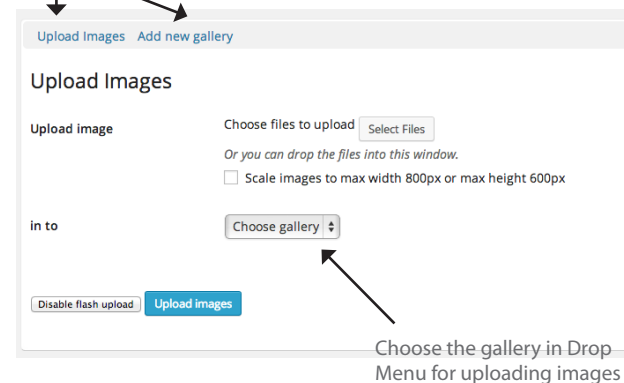 Upload Images Add new gallery
Upload Images
Upload image Choose files to upload Select Files
Or you can drop the files into this window.
Scale images to max width 800px or max height 600px
in to Choose gallery
Disable flash upload Upload images
Choose the gallery in Drop
Menu for uploading images